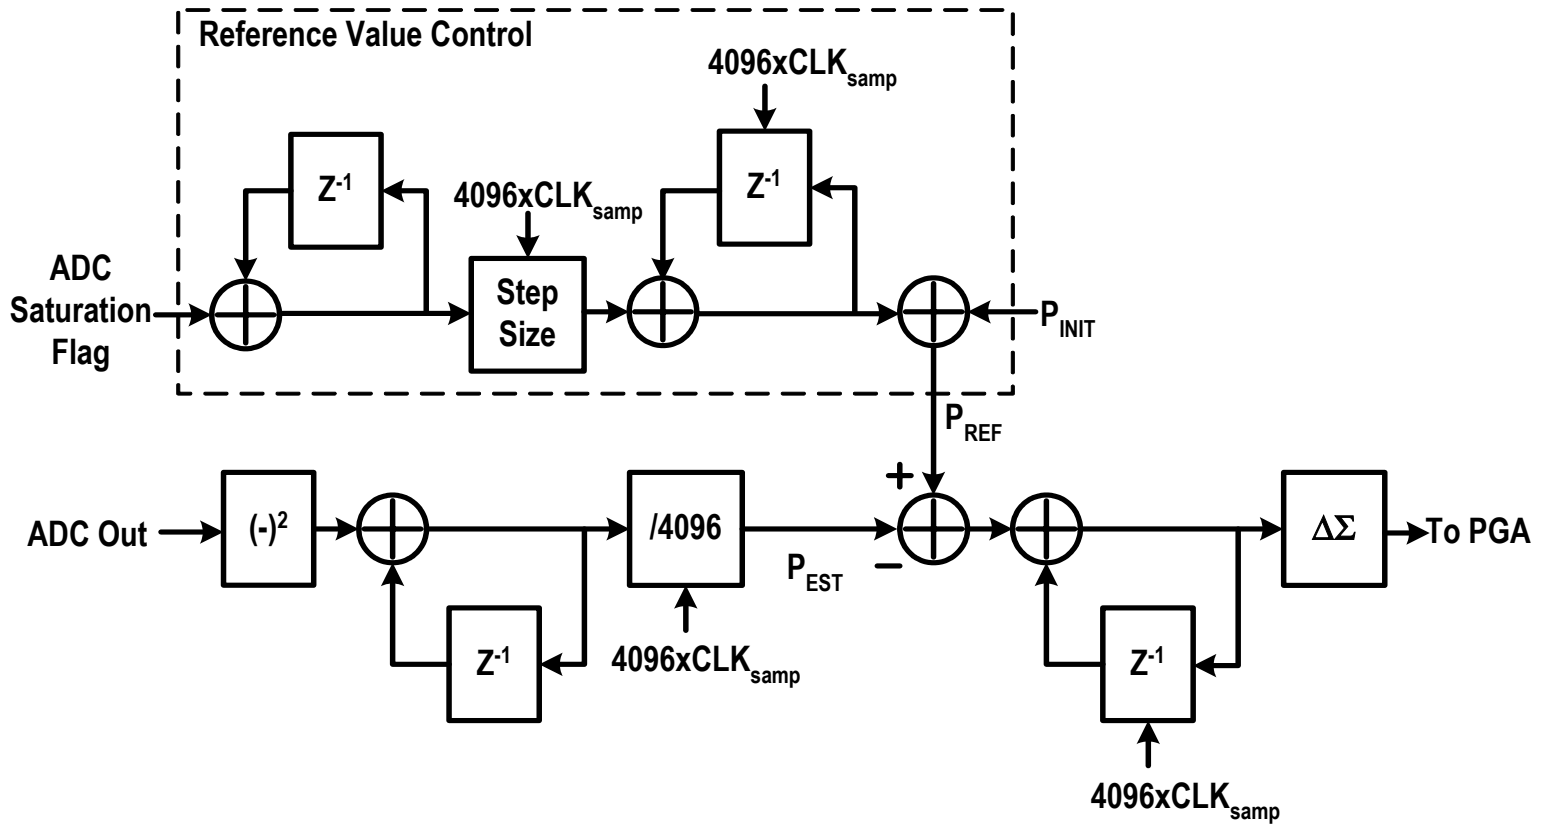 Reference Value Control
4096xCLKsamp
Z-1
Z-1
4096xCLKsamp
ADC
Saturation
Flag
Step
Size
PINIT
PREF
+
ADC Out
(-)2
/4096
PEST
−
ΔΣ
To PGA
Z-1
4096xCLKsamp
Z-1
4096xCLKsamp